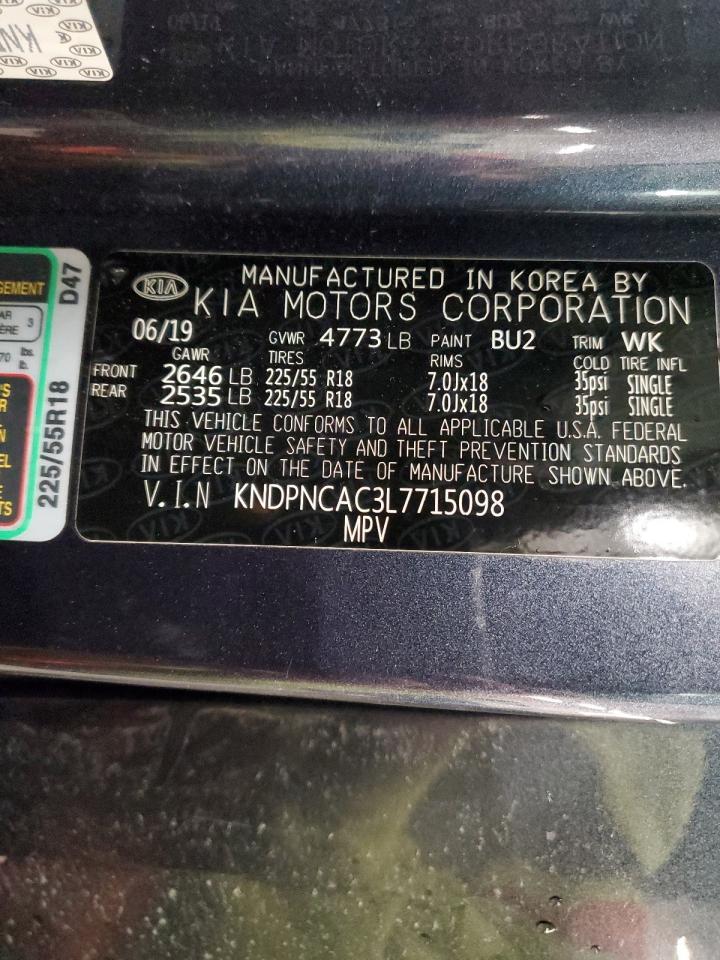 KIA
MANUFACTURED IN KOREA BY
KIA MOTORS CORPORATION
06/19 GVWR 4773 LB PAINT BU2 TRIM WK
GAWR TIRES RIMS COLD TIRE INFL
FRONT 2646 LB 225/55 R18 7.0Jx18 35psi SINGLE
REAR 2535 LB 225/55 R18 7.0Jx18 35psi SINGLE
THIS VEHICLE CONFORMS TO ALL APPLICABLE U.S.A. FEDERAL
MOTOR VEHICLE SAFETY AND THEFT PREVENTION STANDARDS
IN EFFECT ON THE DATE OF MANUFACTURE SHOWN ABOVE.
V.I.N KNDPNCAC3L7715098
MPV
D47
225/55R18
3
lbs.